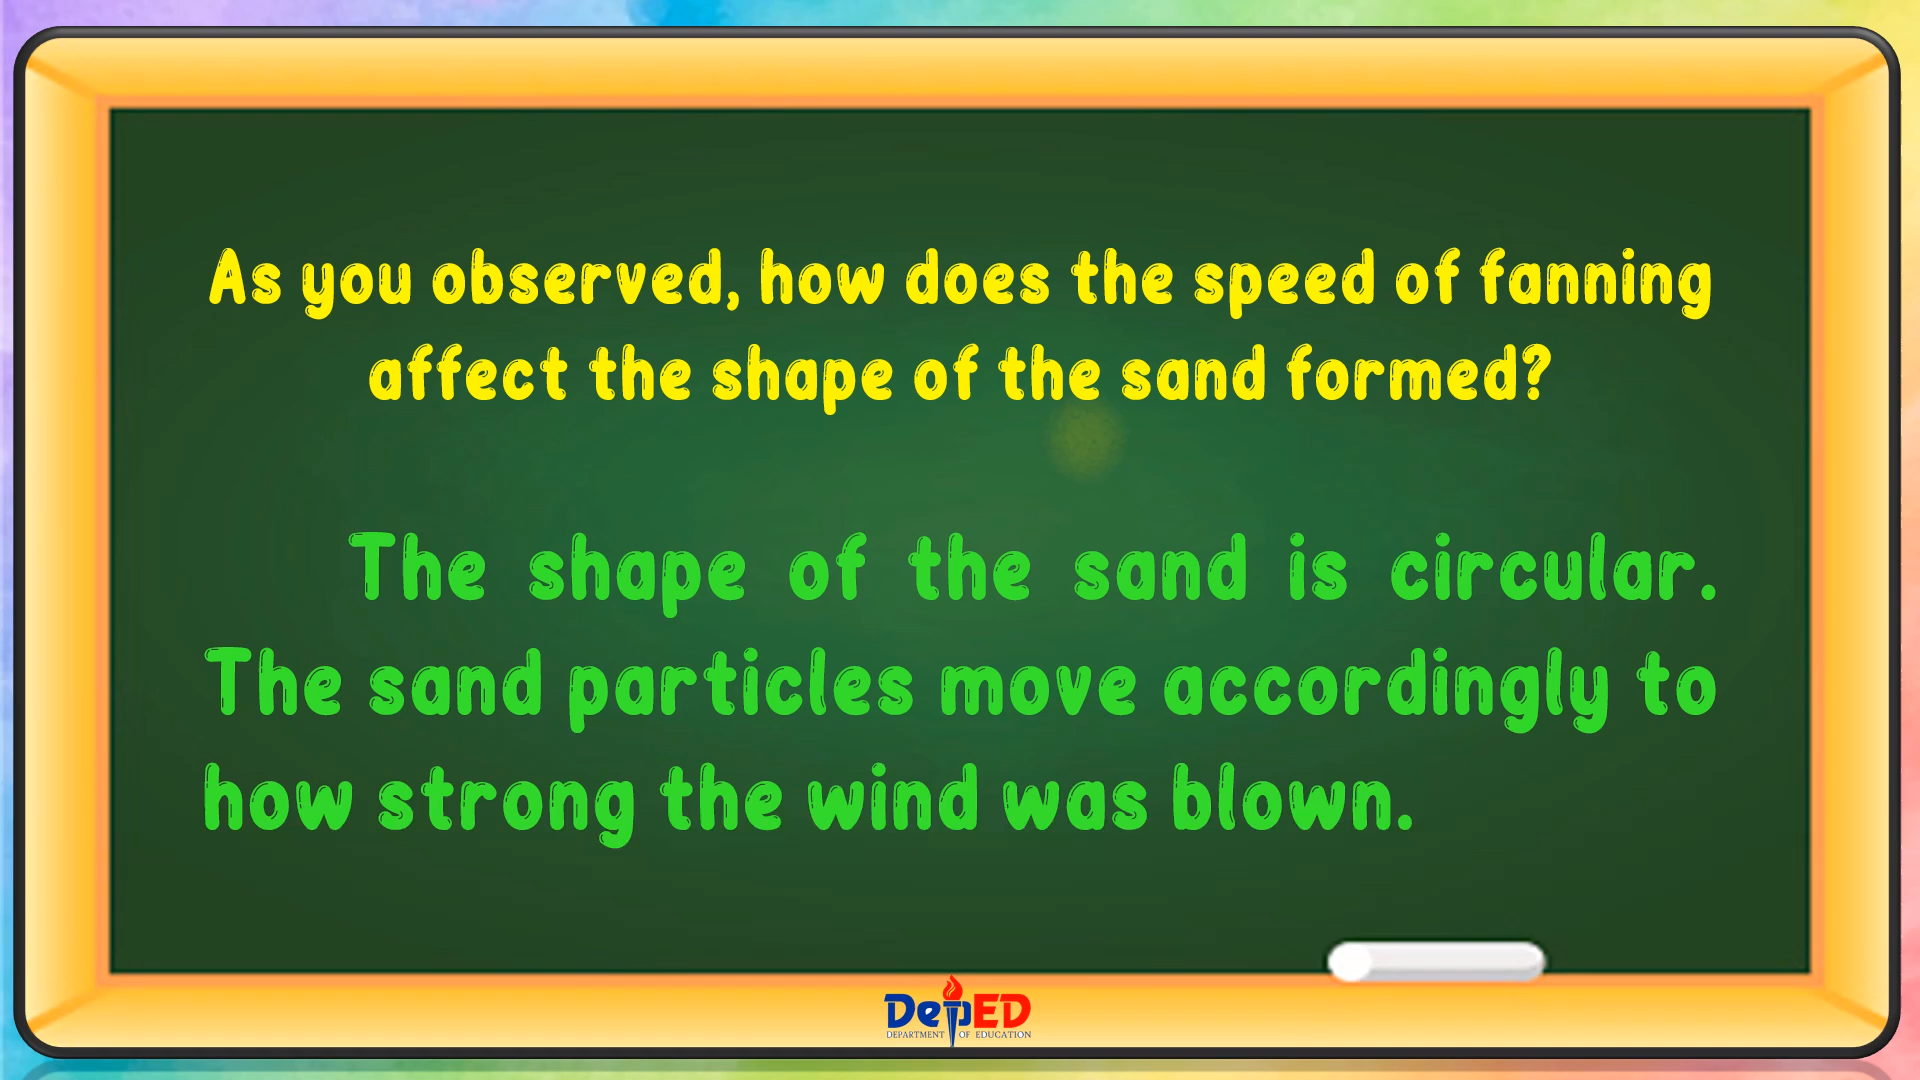 As you observed, how does the speed of fanning
affect the shape of the sand formed?
The shape of the sand is circular.
The sand particles move accordingly to
how strong the wind was blown.
DepED
DEPARTMENT OF EDUCATION